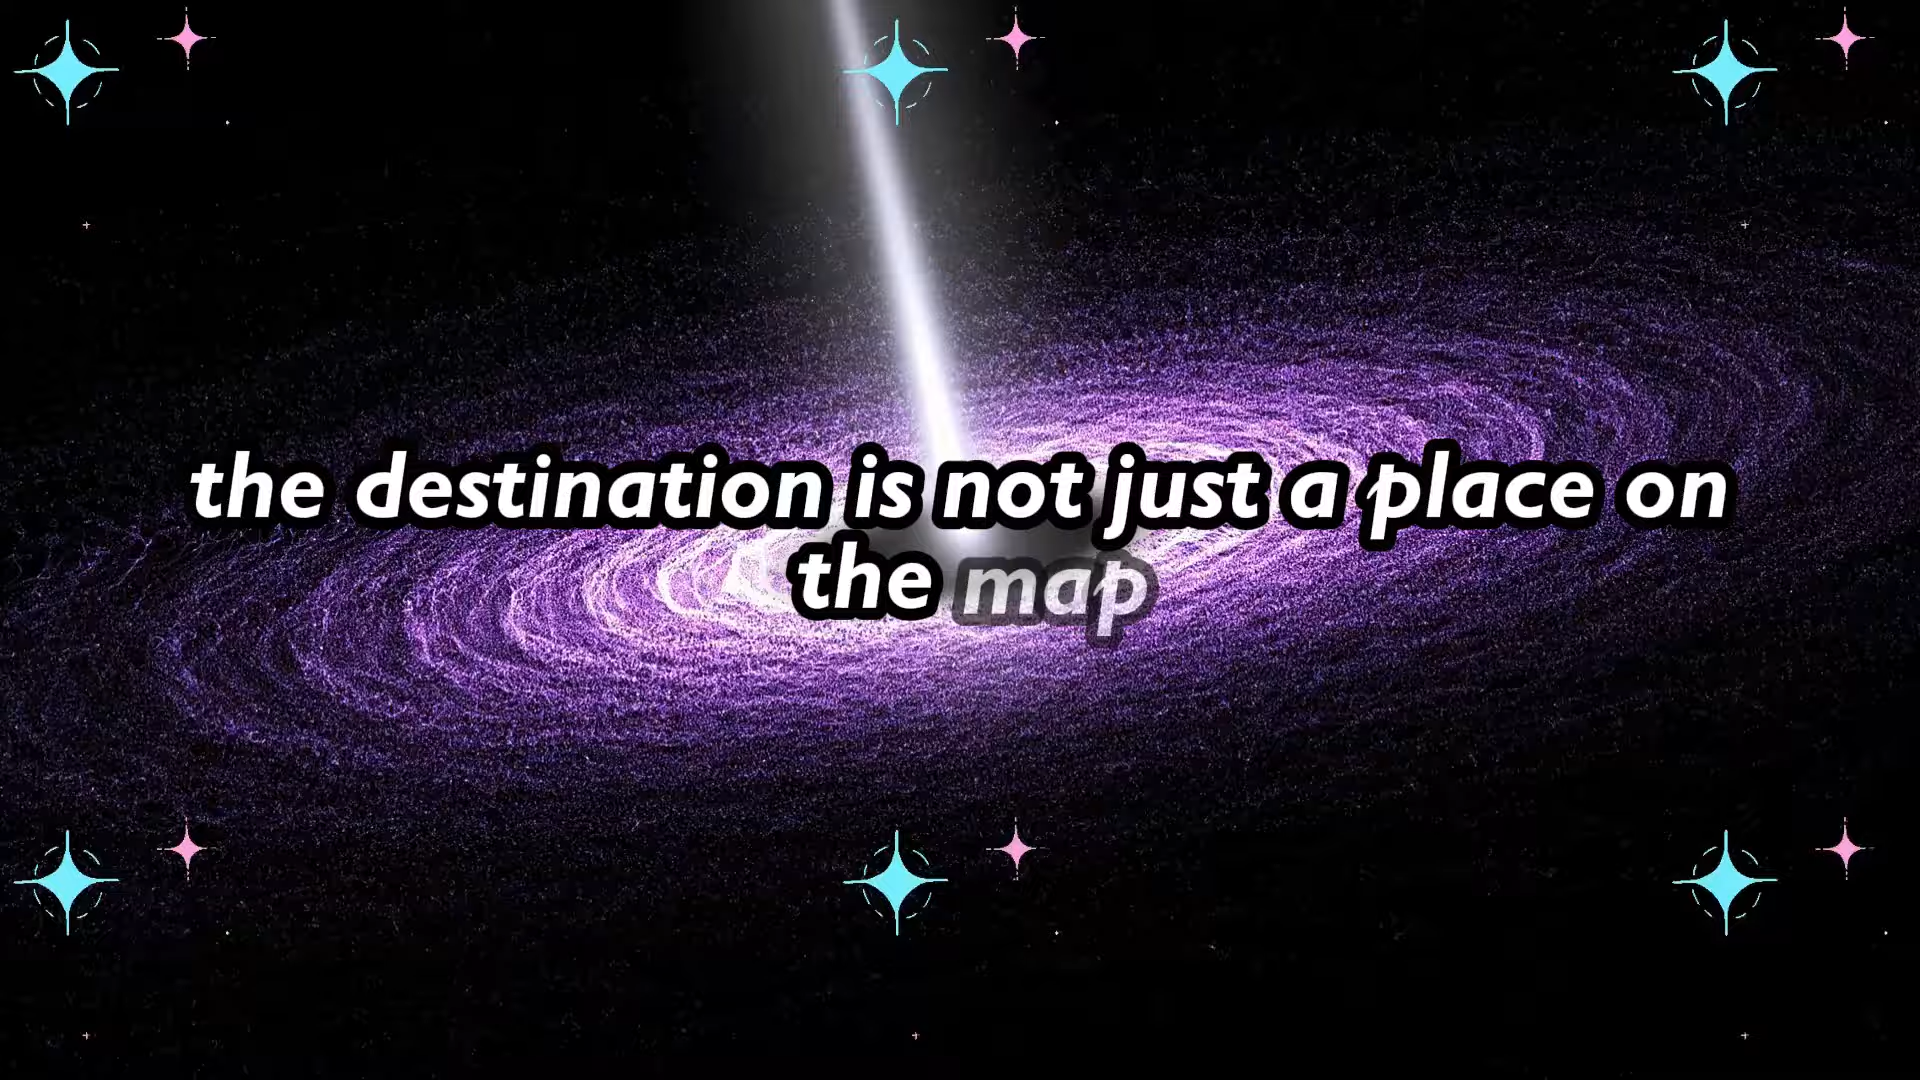 the destination is not just a place on
the map